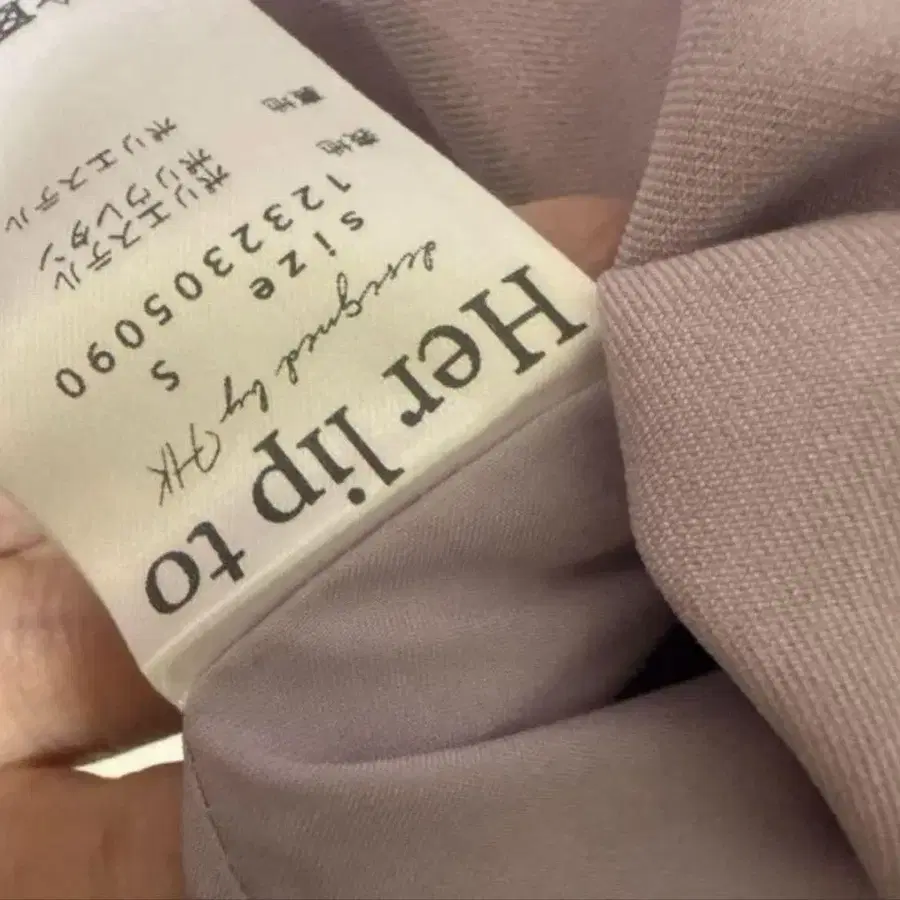 Her lip to
designed by HK
size S
1232305090
表地 ポリエステル
ポリウレタン
裏地 ポリエステル